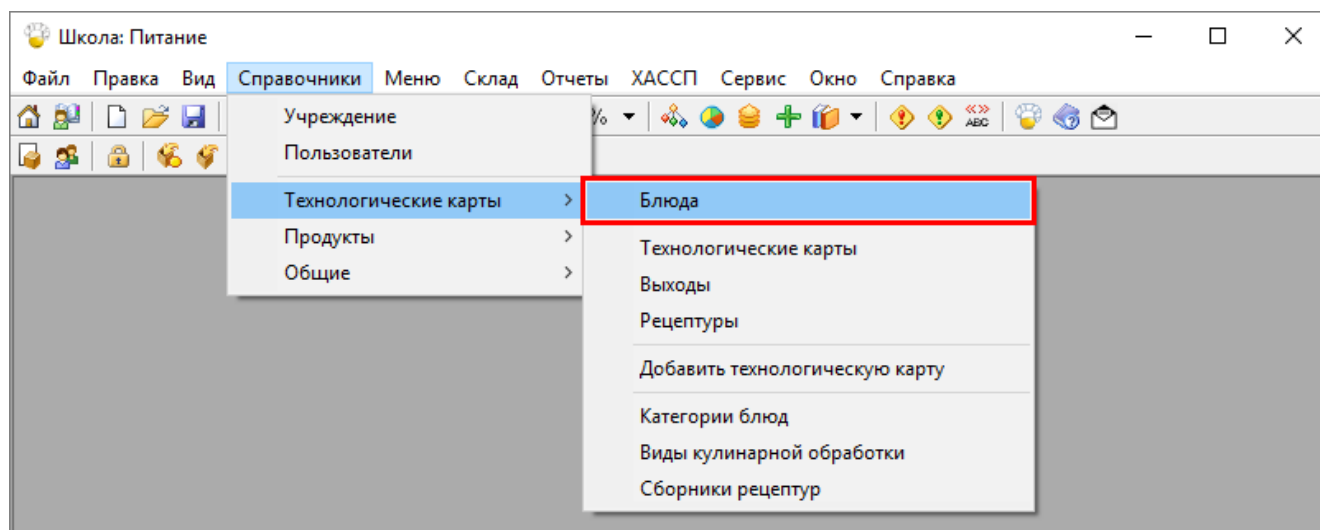 Школа: Питание
Файл Правка Вид Справочники Меню Склад Отчеты ХАССП Сервис Окно Справка
Учреждение
%
ABC
Пользователи
Технологические карты
Блюда
Продукты
Технологические карты
Общие
Выходы
Рецептуры
Добавить технологическую карту
Категории блюд
Виды кулинарной обработки
Сборники рецептур